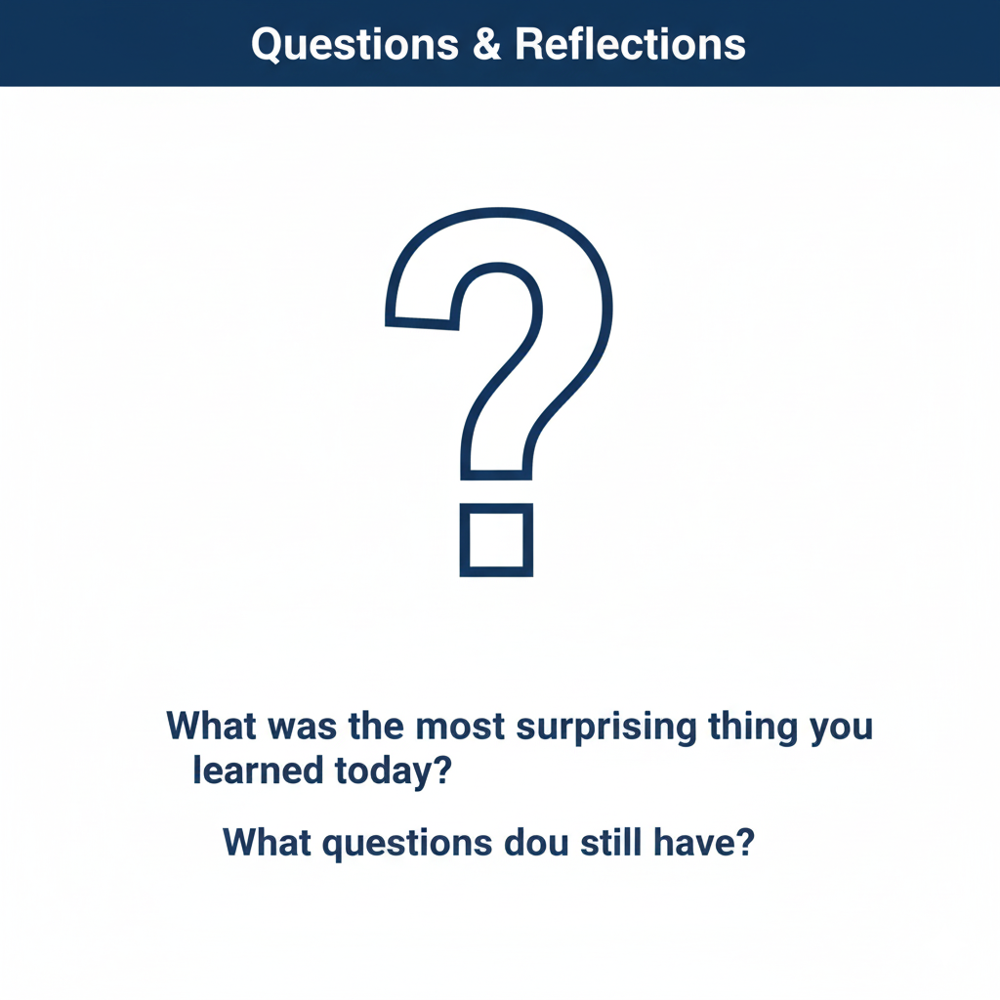 Questions & Reflections
?
What was the most surprising thing you
learned today?
What questions dou still have?